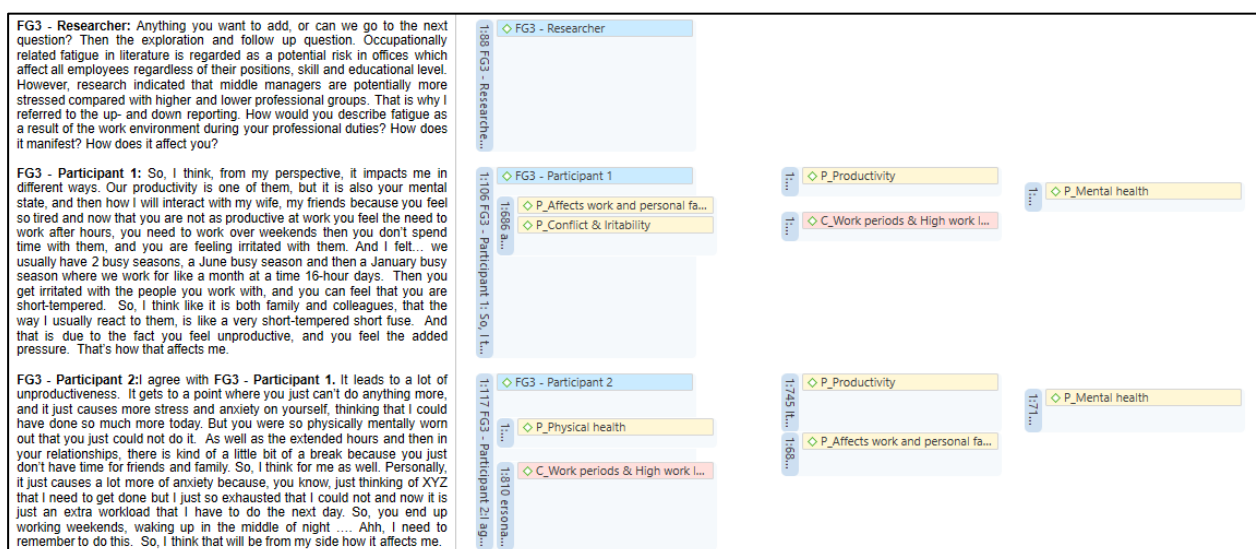 FG3 - Researcher: Anything you want to add, or can we go to the next
question? Then the exploration and follow up question. Occupationally
related fatigue in literature is regarded as a potential risk in offices which
affect all employees regardless of their positions, skill and educational level.
However, research indicated that middle managers are potentially more
stressed compared with higher and lower professional groups. That is why I
referred to the up- and down reporting. How would you describe fatigue as
a result of the work environment during your professional duties? How does
it manifest? How does it affect you?
1:88 FG3 - Researche...
FG3 - Researcher
FG3 - Participant 1: So, I think, from my perspective, it impacts me in
different ways. Our productivity is one of them, but it is also your mental
state, and then how I will interact with my wife, my friends because you feel
so tired and now that you are not as productive at work you feel the need to
work after hours, you need to work over weekends then you don't spend
time with them, and you are feeling irritated with them. And I felt... we
usually have 2 busy seasons, a June busy season and then a January busy
season where we work for like a month at a time 16-hour days. Then you
get irritated with the people you work with, and you can feel that you are
short-tempered. So, I think like it is both family and colleagues, that the
way I usually react to them, is like a very short-tempered short fuse. And
that is due to the fact you feel unproductive, and you feel the added
pressure. That's how that affects me.
1:106 FG3 - Participant 1: So, I t...
FG3 - Participant 1
1:686 a...
P_Affects work and personal fa...
P_Conflict & Iritability
1:...
P_Productivity
1:...
C_Work periods & High work l...
1:...
P_Mental health
FG3 - Participant 2:I agree with FG3 - Participant 1. It leads to a lot of
unproductiveness. It gets to a point where you just can't do anything more,
and it just causes more stress and anxiety on yourself, thinking that I could
have done so much more today. But you were so physically mentally worn
out that you just could not do it. As well as the extended hours and then in
your relationships, there is kind of a little bit of a break because you just
don't have time for friends and family. So, I think for me as well. Personally,
it just causes a lot more of anxiety because, you know, just thinking of XYZ
that I need to get done but I just so exhausted that I could not and now it is
just an extra workload that I have to do the next day. So, you end up
working weekends, waking up in the middle of night .... Ahh, I need to
remember to do this. So, I think that will be from my side how it affects me.
1:117 FG3 - Participant 2:I ag...
FG3 - Participant 2
1:...
P_Physical health
1:810 ersona...
C_Work periods & High work l...
1:745 It...
P_Productivity
1:68...
P_Affects work and personal fa...
1:71...
P_Mental health